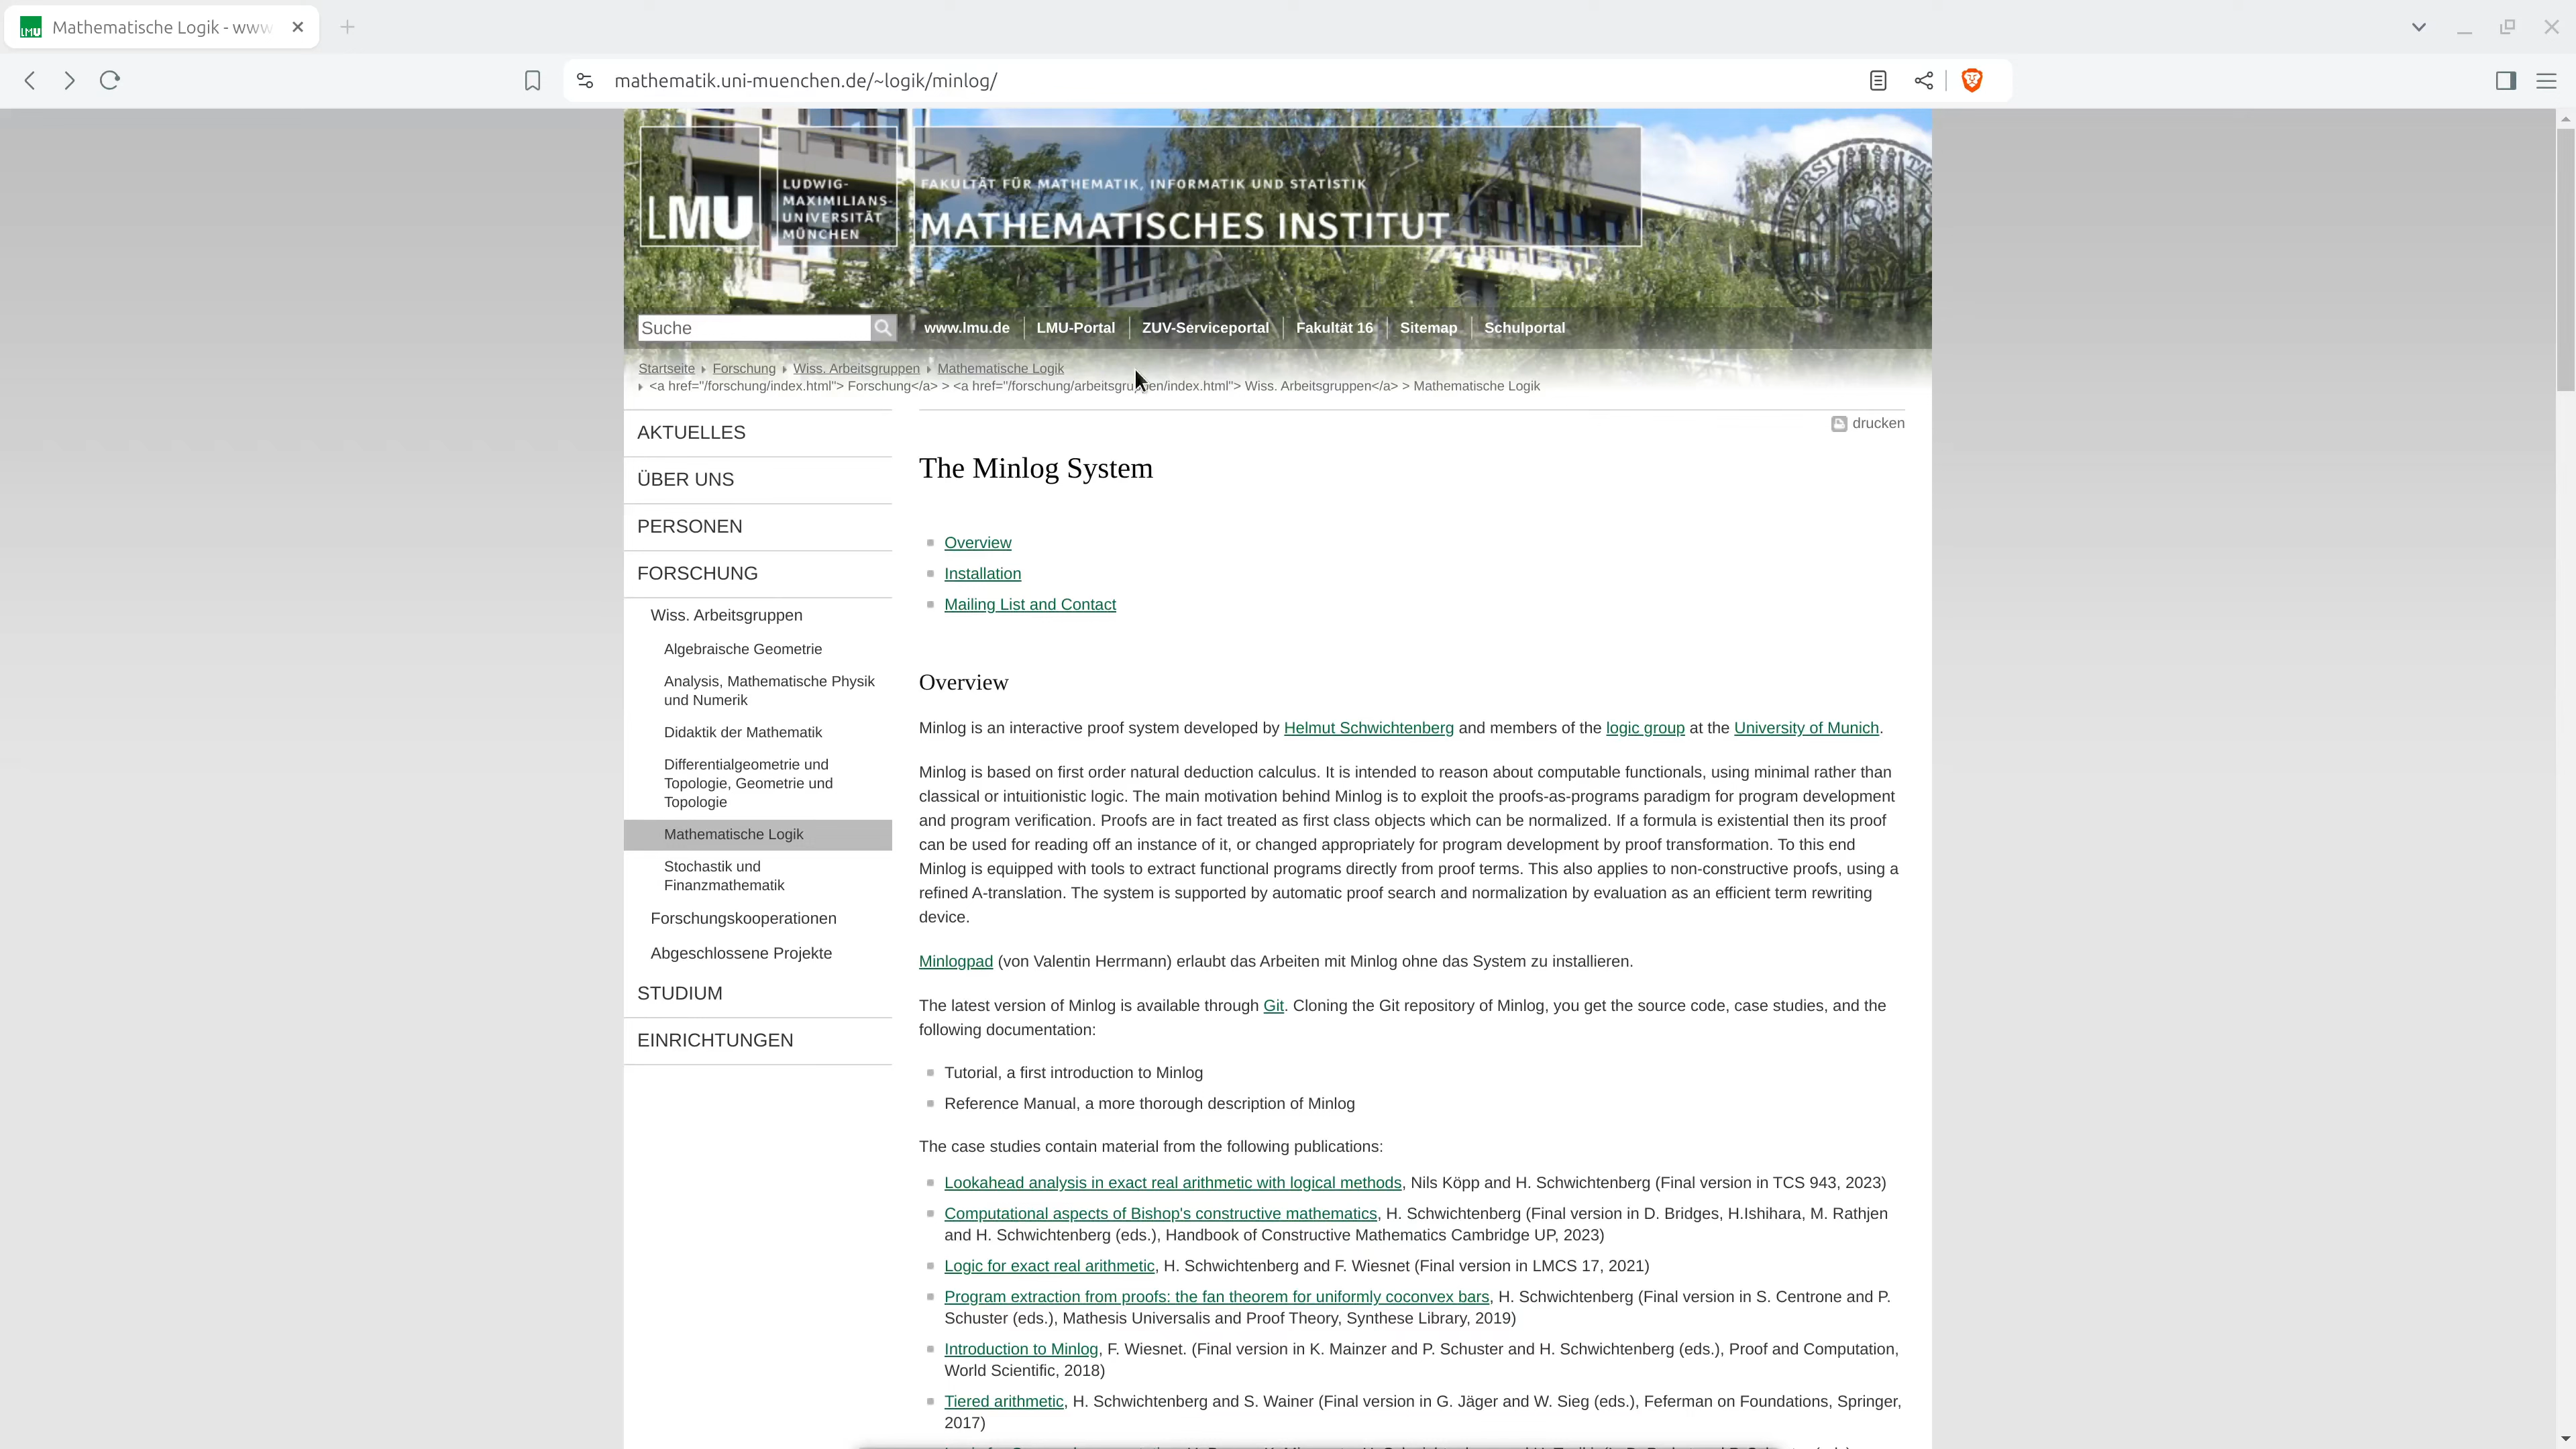 Mathematische Logik - www
mathematik.uni-muenchen.de/~logik/minlog/
LMU
LUDWIG-
MAXIMILIANS-
UNIVERSITÄT
MÜNCHEN
FAKULTÄT FÜR MATHEMATIK, INFORMATIK UND STATISTIK
MATHEMATISCHES INSTITUT
Suche
www.lmu.de LMU-Portal ZUV-Serviceportal Fakultät 16 Sitemap Schulportal
Startseite Forschung Wiss. Arbeitsgruppen Mathematische Logik
<a href="/forschung/index.html"> Forschung</a> > <a href="/forschung/arbeitsgruppen/index.html"> Wiss. Arbeitsgruppen</a> > Mathematische Logik
AKTUELLES
ÜBER UNS
PERSONEN
FORSCHUNG
Wiss. Arbeitsgruppen
Algebraische Geometrie
Analysis, Mathematische Physik
und Numerik
Didaktik der Mathematik
Differentialgeometrie und
Topologie, Geometrie und
Topologie
Mathematische Logik
Stochastik und
Finanzmathematik
Forschungskooperationen
Abgeschlossene Projekte
STUDIUM
EINRICHTUNGEN
drucken
The Minlog System
Overview
Installation
Mailing List and Contact
Overview
Minlog is an interactive proof system developed by Helmut Schwichtenberg and members of the logic group at the University of Munich.
Minlog is based on first order natural deduction calculus. It is intended to reason about computable functionals, using minimal rather than
classical or intuitionistic logic. The main motivation behind Minlog is to exploit the proofs-as-programs paradigm for program development
and program verification. Proofs are in fact treated as first class objects which can be normalized. If a formula is existential then its proof
can be used for reading off an instance of it, or changed appropriately for program development by proof transformation. To this end
Minlog is equipped with tools to extract functional programs directly from proof terms. This also applies to non-constructive proofs, using a
refined A-translation. The system is supported by automatic proof search and normalization by evaluation as an efficient term rewriting
device.
Minlogpad (von Valentin Herrmann) erlaubt das Arbeiten mit Minlog ohne das System zu installieren.
The latest version of Minlog is available through Git. Cloning the Git repository of Minlog, you get the source code, case studies, and the
following documentation:
Tutorial, a first introduction to Minlog
Reference Manual, a more thorough description of Minlog
The case studies contain material from the following publications:
Lookahead analysis in exact real arithmetic with logical methods, Nils Köpp and H. Schwichtenberg (Final version in TCS 943, 2023)
Computational aspects of Bishop's constructive mathematics, H. Schwichtenberg (Final version in D. Bridges, H.Ishihara, M. Rathjen
and H. Schwichtenberg (eds.), Handbook of Constructive Mathematics Cambridge UP, 2023)
Logic for exact real arithmetic, H. Schwichtenberg and F. Wiesnet (Final version in LMCS 17, 2021)
Program extraction from proofs: the fan theorem for uniformly coconvex bars, H. Schwichtenberg (Final version in S. Centrone and P.
Schuster (eds.), Mathesis Universalis and Proof Theory, Synthese Library, 2019)
Introduction to Minlog, F. Wiesnet. (Final version in K. Mainzer and P. Schuster and H. Schwichtenberg (eds.), Proof and Computation,
World Scientific, 2018)
Tiered arithmetic, H. Schwichtenberg and S. Wainer (Final version in G. Jäger and W. Sieg (eds.), Feferman on Foundations, Springer,
2017)